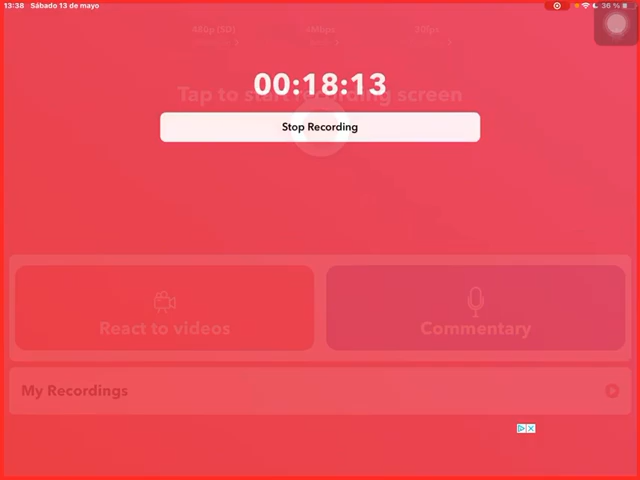 13:38 Sábado 13 de mayo 36 %
480p (SD) 1Mbps 30fps
00:18:13
Tap to start recording screen
Stop Recording
React to videos Commentary
My Recordings